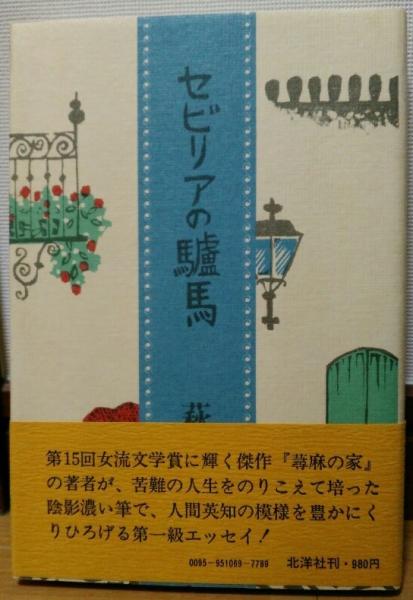 セビリアの驢馬
萩
第15回女流文学賞に輝く傑作『蕁麻の家』
の著者が、苦難の人生をのりこえて培った
陰影濃い筆で、人間英知の模様を豊かにく
りひろげる第一級エッセイ!
0095-951069-7789
北洋社刊・980円